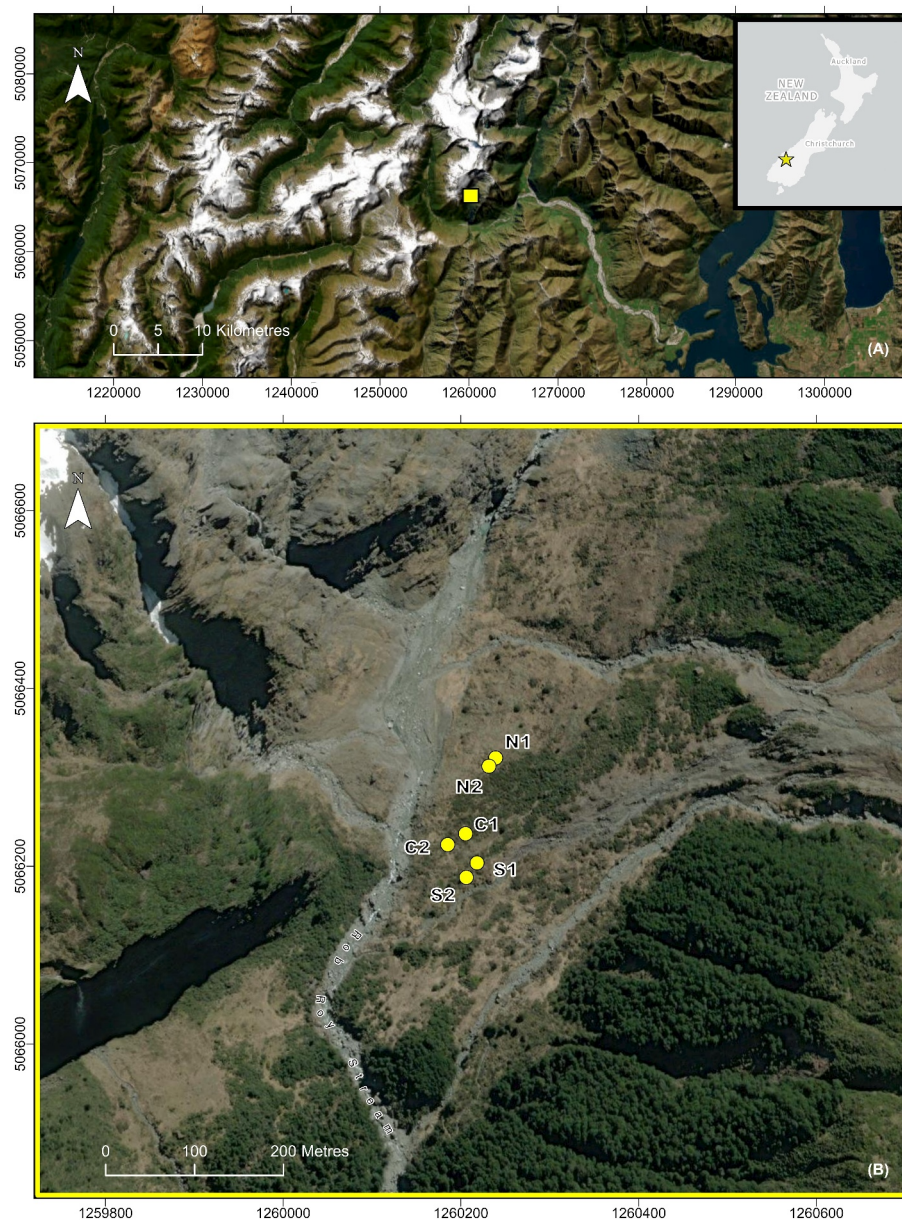 N
Auckland
NEW
ZEALAND
Christchurch
5080000
5070000
5060000
5050000
0 5 10 Kilometres
(A)
1220000 1230000 1240000 1250000 1260000 1270000 1280000 1290000 1300000
N
5066600
5066400
N1
N2
C1
C2
5066200
S1
S2
Rob Roy Stream
5066000
0 100 200 Metres
(B)
1259800 1260000 1260200 1260400 1260600